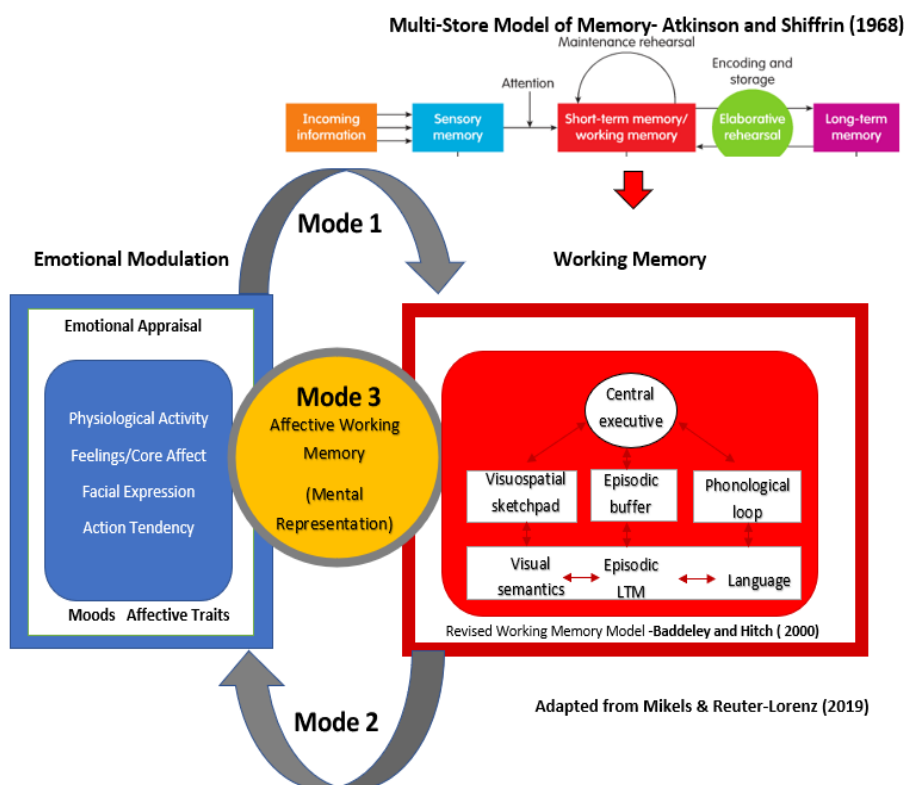 Multi-Store Model of Memory- Atkinson and Shiffrin (1968)
Maintenance rehearsal
Encoding and
storage
Attention
Incoming
information
Sensory
memory
Short-term memory/
working memory
Elaborative
rehearsal
Long-term
memory
Mode 1
Emotional Modulation
Working Memory
Emotional Appraisal
Physiological Activity
Feelings/Core Affect
Facial Expression
Action Tendency
Moods Affective Traits
Mode 3
Affective Working
Memory
(Mental
Representation)
Central
executive
Visuospatial
sketchpad
Episodic
buffer
Phonological
loop
Visual
semantics
Episodic
LTM
Language
Revised Working Memory Model -Baddeley and Hitch ( 2000)
Mode 2
Adapted from Mikels & Reuter-Lorenz (2019)